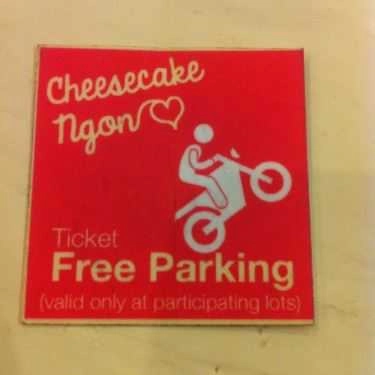 Cheesecake
Ngon
Ticket
Free Parking
(valid only at participating lots)